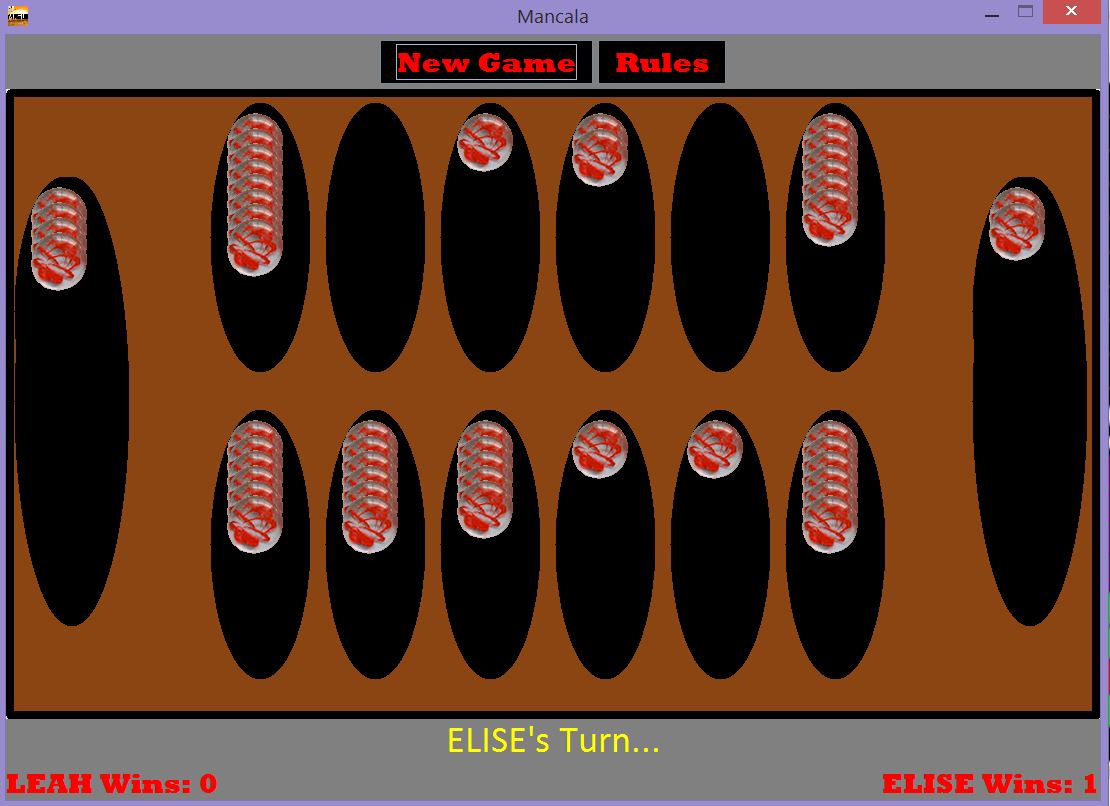 Mancala
New Game
Rules
ELISE's Turn...
LEAH Wins: 0
ELISE Wins: 1